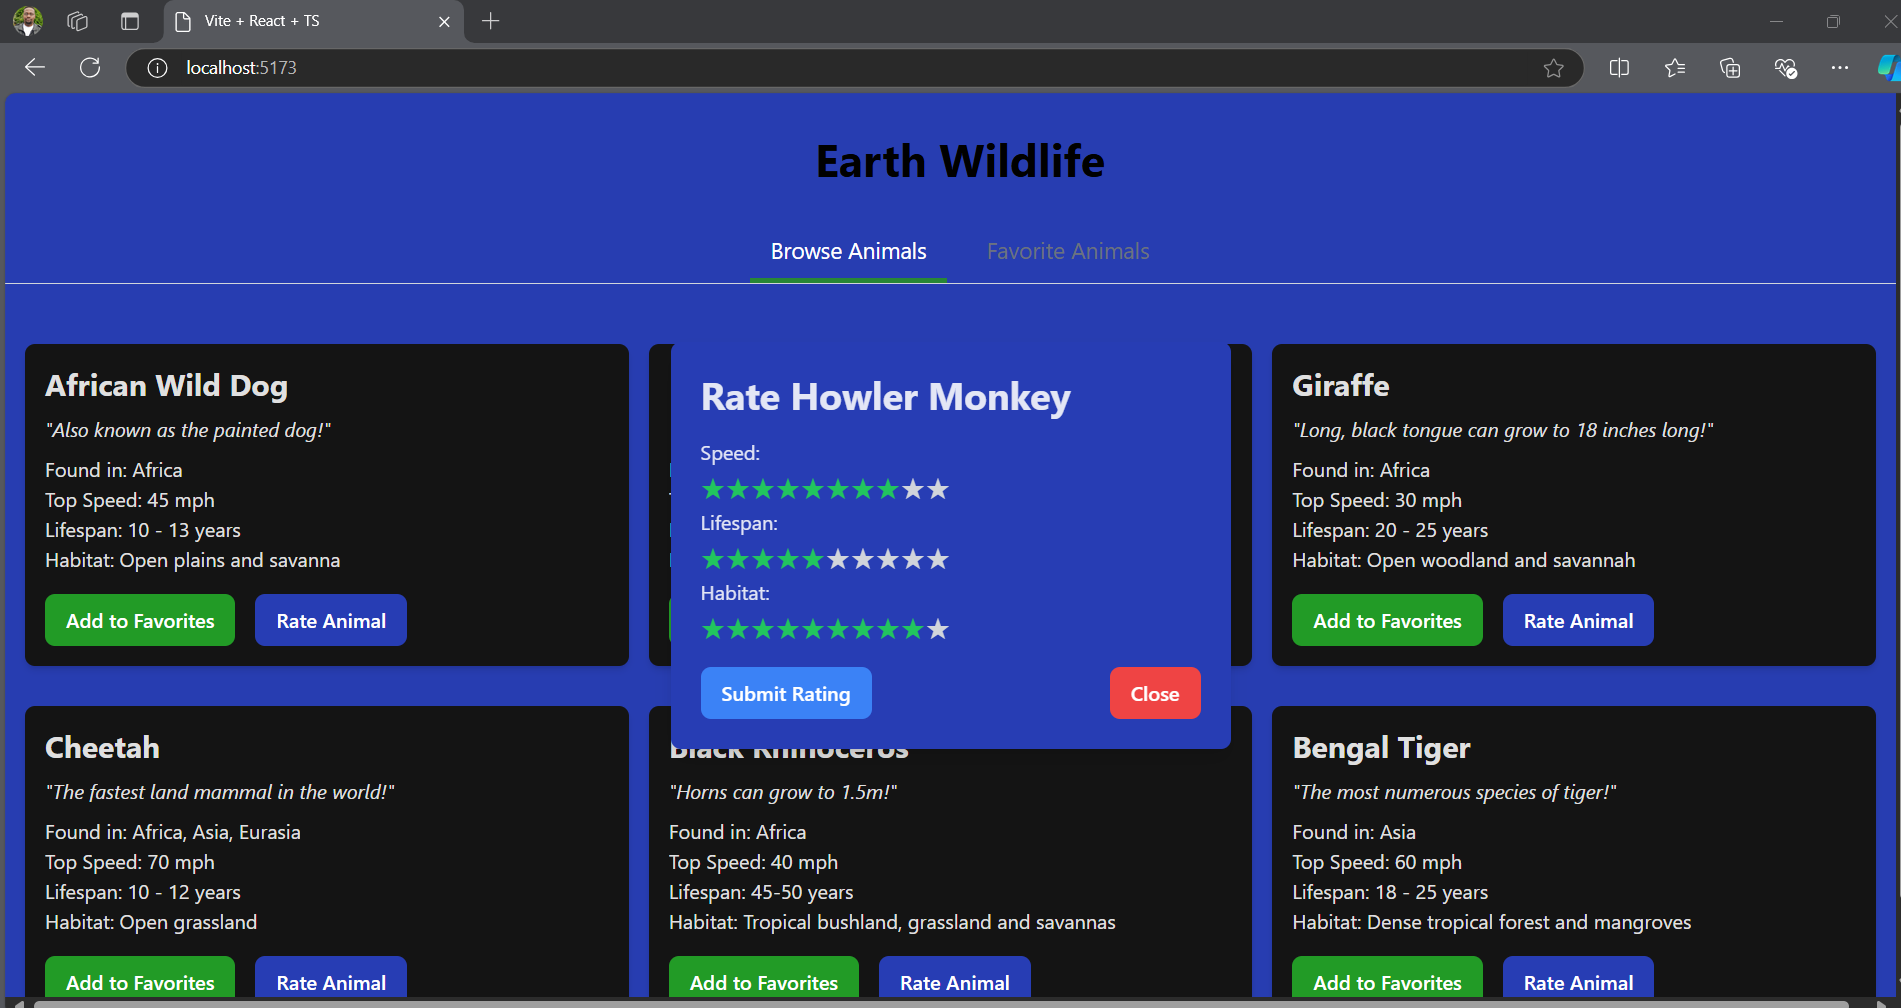 Vite + React + TS
localhost:5173
Earth Wildlife
Browse Animals
Favorite Animals
African Wild Dog
"Also known as the painted dog!"
Found in: Africa
Top Speed: 45 mph
Lifespan: 10 - 13 years
Habitat: Open plains and savanna
Add to Favorites
Rate Animal
Rate Howler Monkey
Speed:
Lifespan:
Habitat:
Submit Rating
Close
Giraffe
"Long, black tongue can grow to 18 inches long!"
Found in: Africa
Top Speed: 30 mph
Lifespan: 20 - 25 years
Habitat: Open woodland and savannah
Add to Favorites
Rate Animal
Cheetah
"The fastest land mammal in the world!"
Found in: Africa, Asia, Eurasia
Top Speed: 70 mph
Lifespan: 10 - 12 years
Habitat: Open grassland
Add to Favorites
Rate Animal
Black Rhinoceros
"Horns can grow to 1.5m!"
Found in: Africa
Top Speed: 40 mph
Lifespan: 45-50 years
Habitat: Tropical bushland, grassland and savannas
Add to Favorites
Rate Animal
Bengal Tiger
"The most numerous species of tiger!"
Found in: Asia
Top Speed: 60 mph
Lifespan: 18 - 25 years
Habitat: Dense tropical forest and mangroves
Add to Favorites
Rate Animal